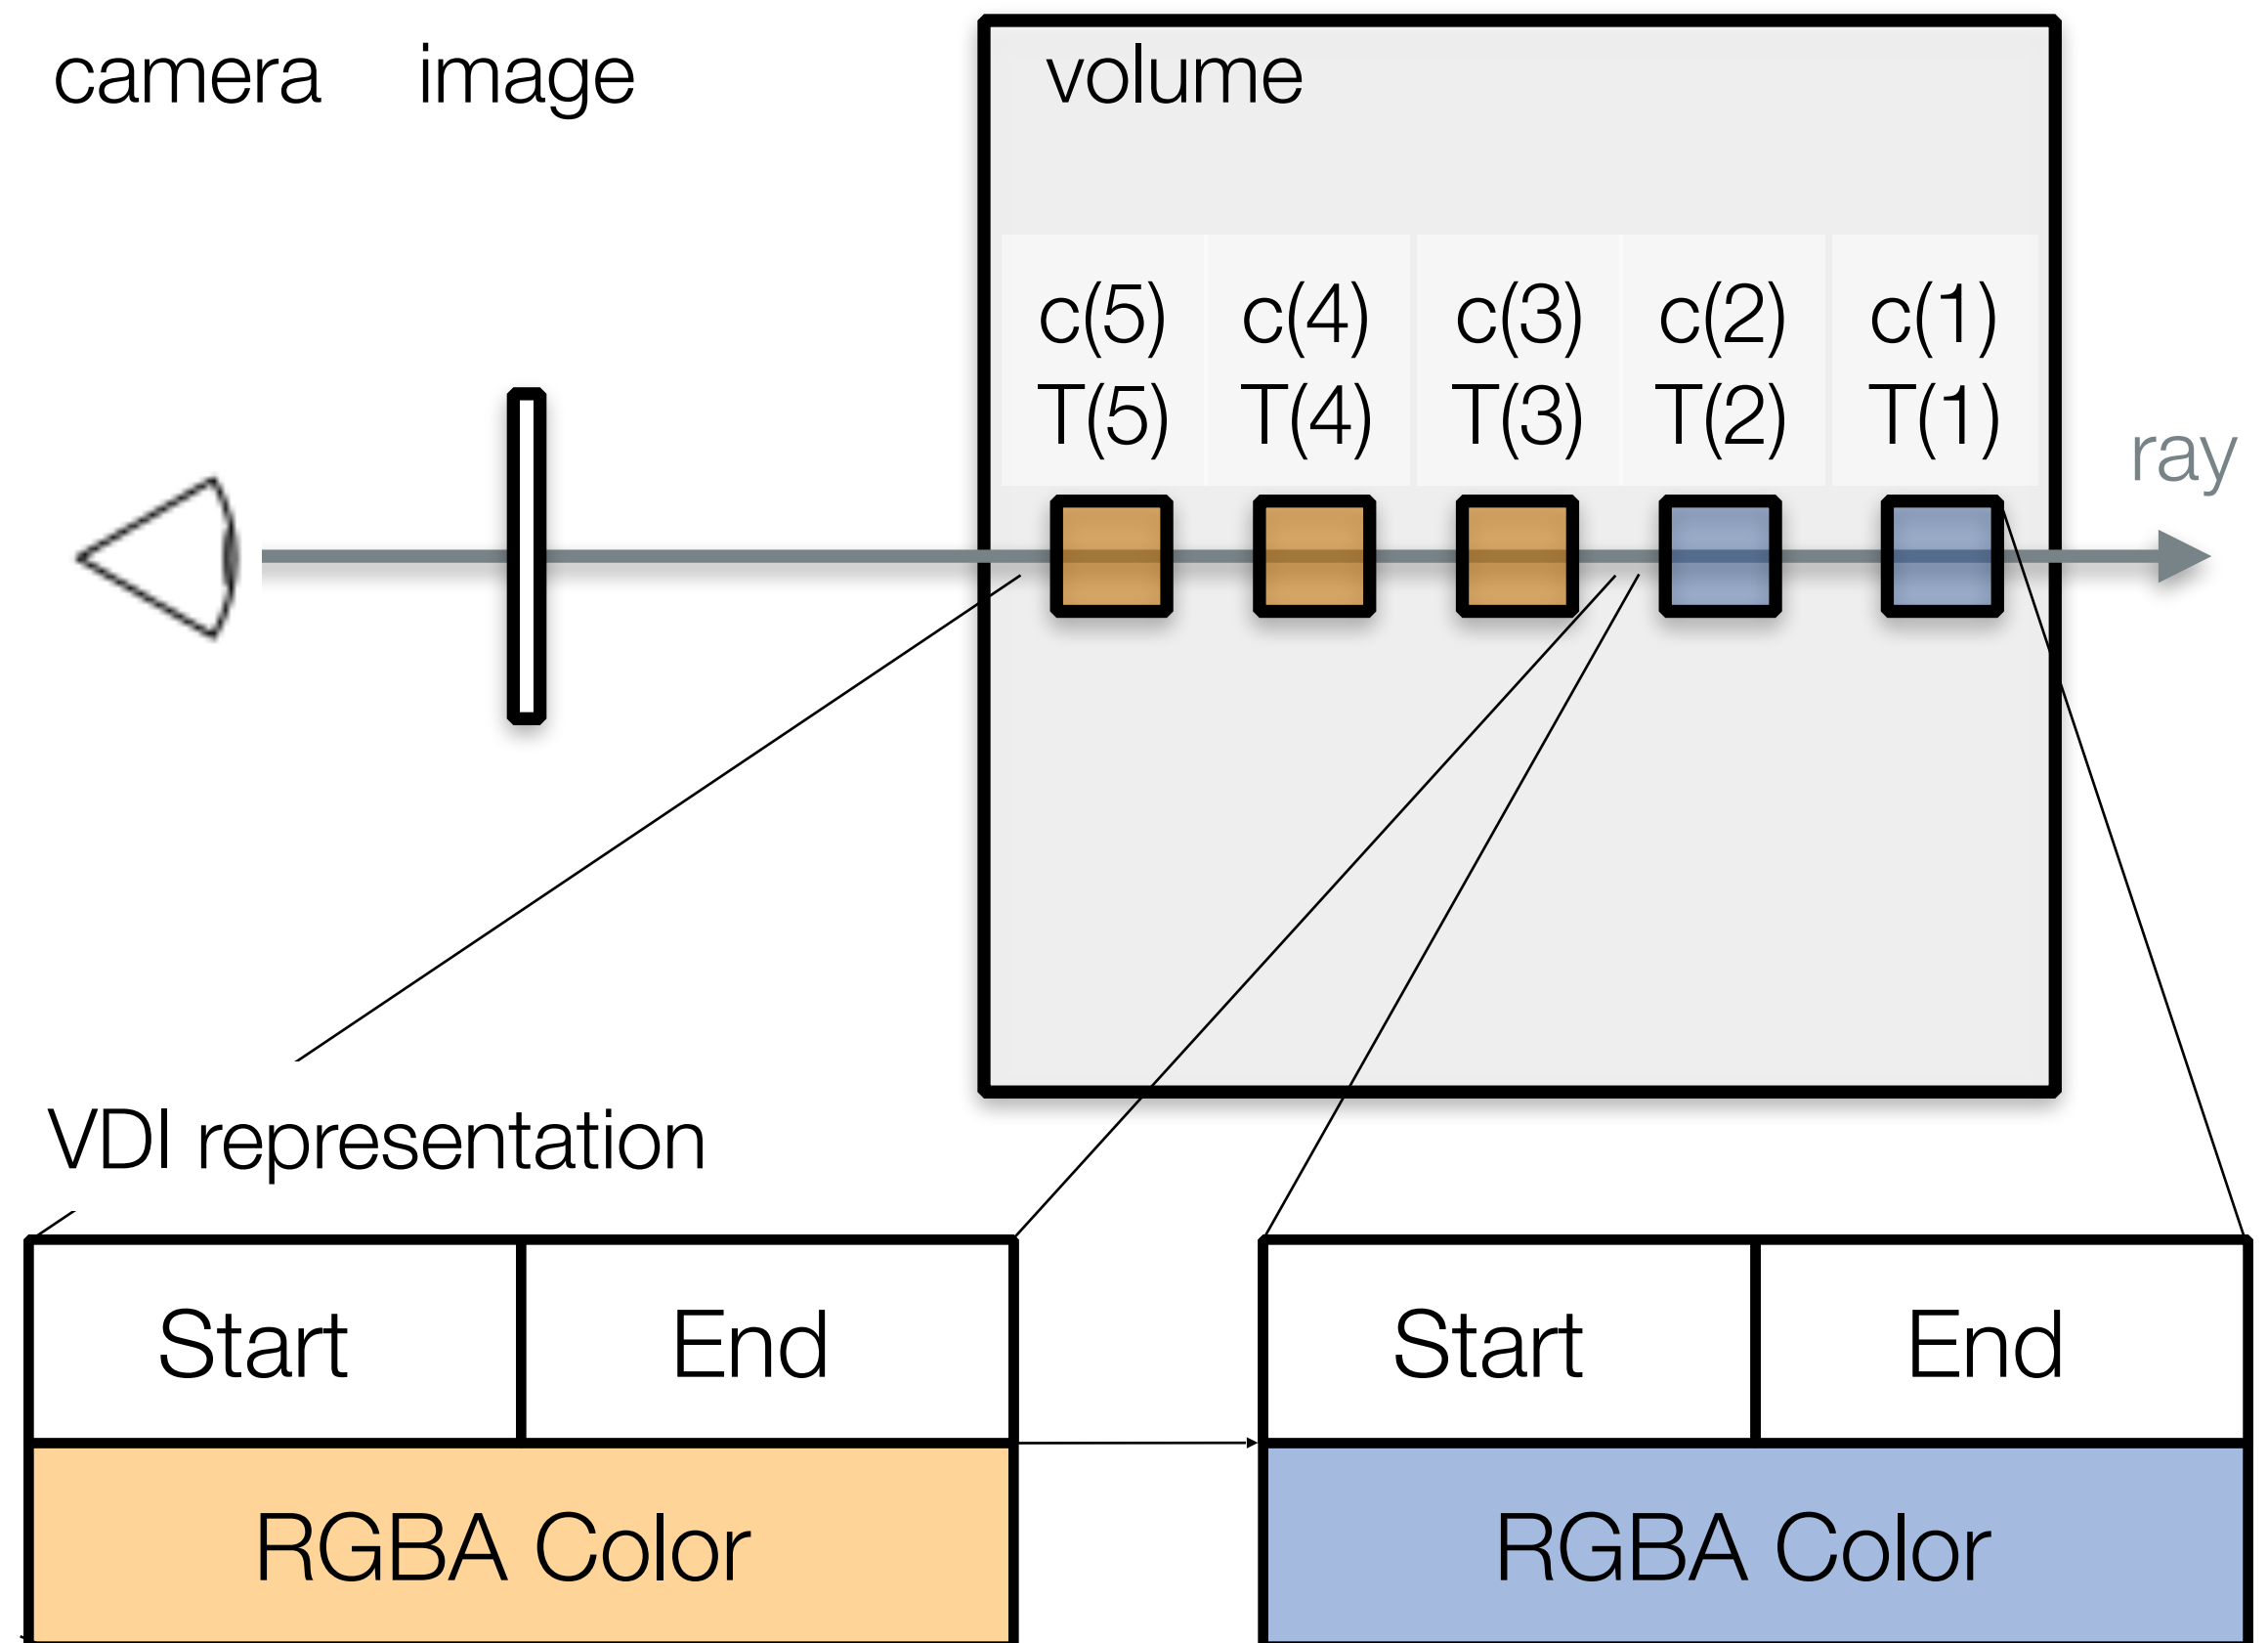 camera image volume
c(5) c(4) c(3) c(2) c(1)
T(5) T(4) T(3) T(2) T(1)
ray
VDI representation
Start End Start End
RGBA Color RGBA Color